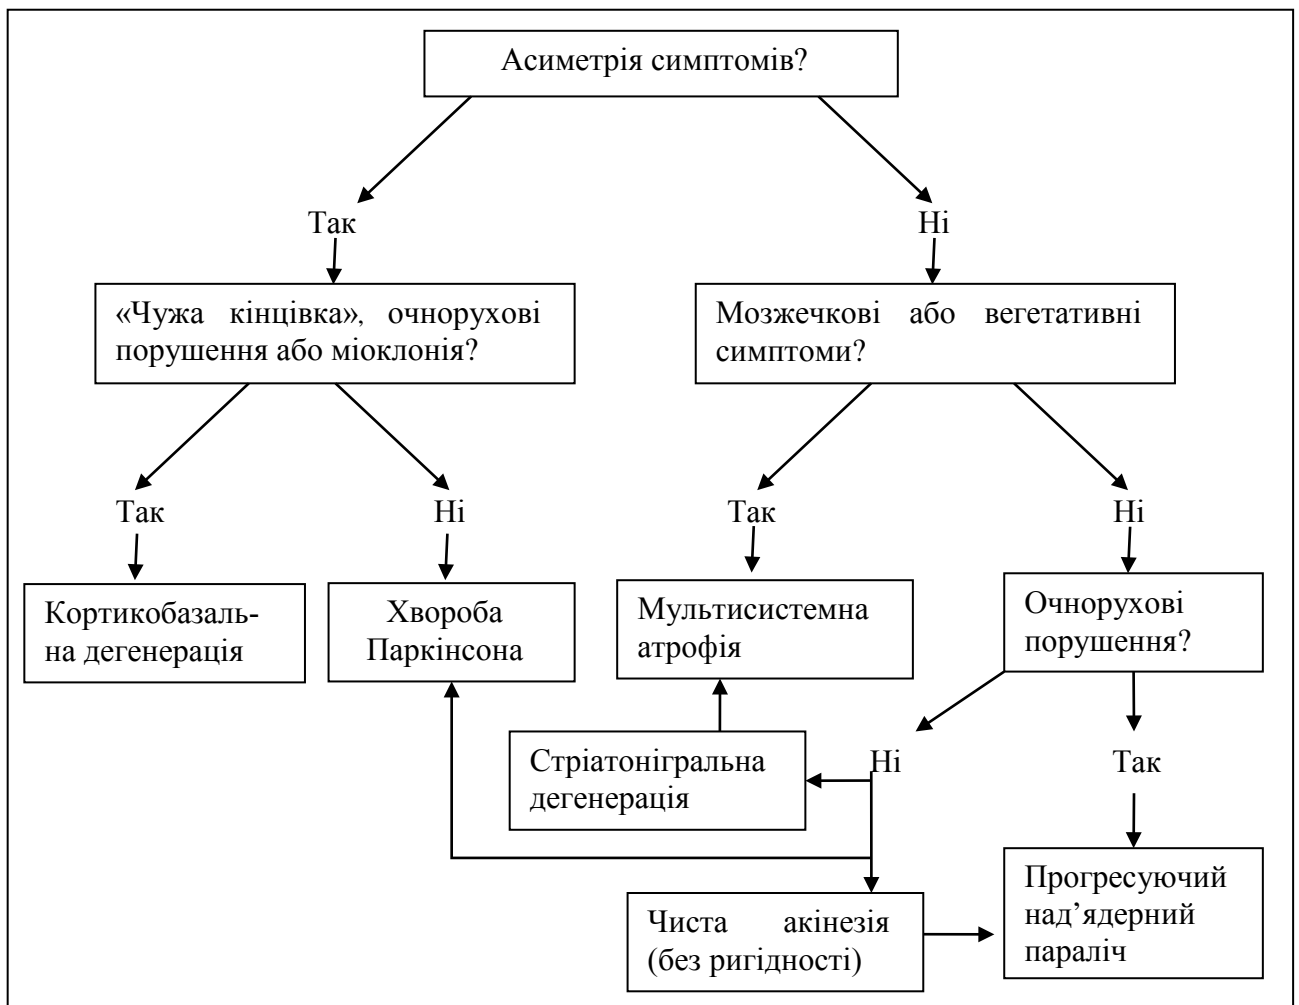 Асиметрія симптомів?
Так
Ні
«Чужа кінцівка», очнорухові
порушення або міоклонія?
Мозжечкові або вегетативні
симптоми?
Так
Ні
Так
Ні
Кортикобазаль-
на дегенерація
Хвороба
Паркінсона
Мультисистемна
атрофія
Очнорухові
порушення?
Стріатонігральна
дегенерація
Ні
Так
Чиста акінезія
(без ригідності)
Прогресуючий
над’ядерний
параліч